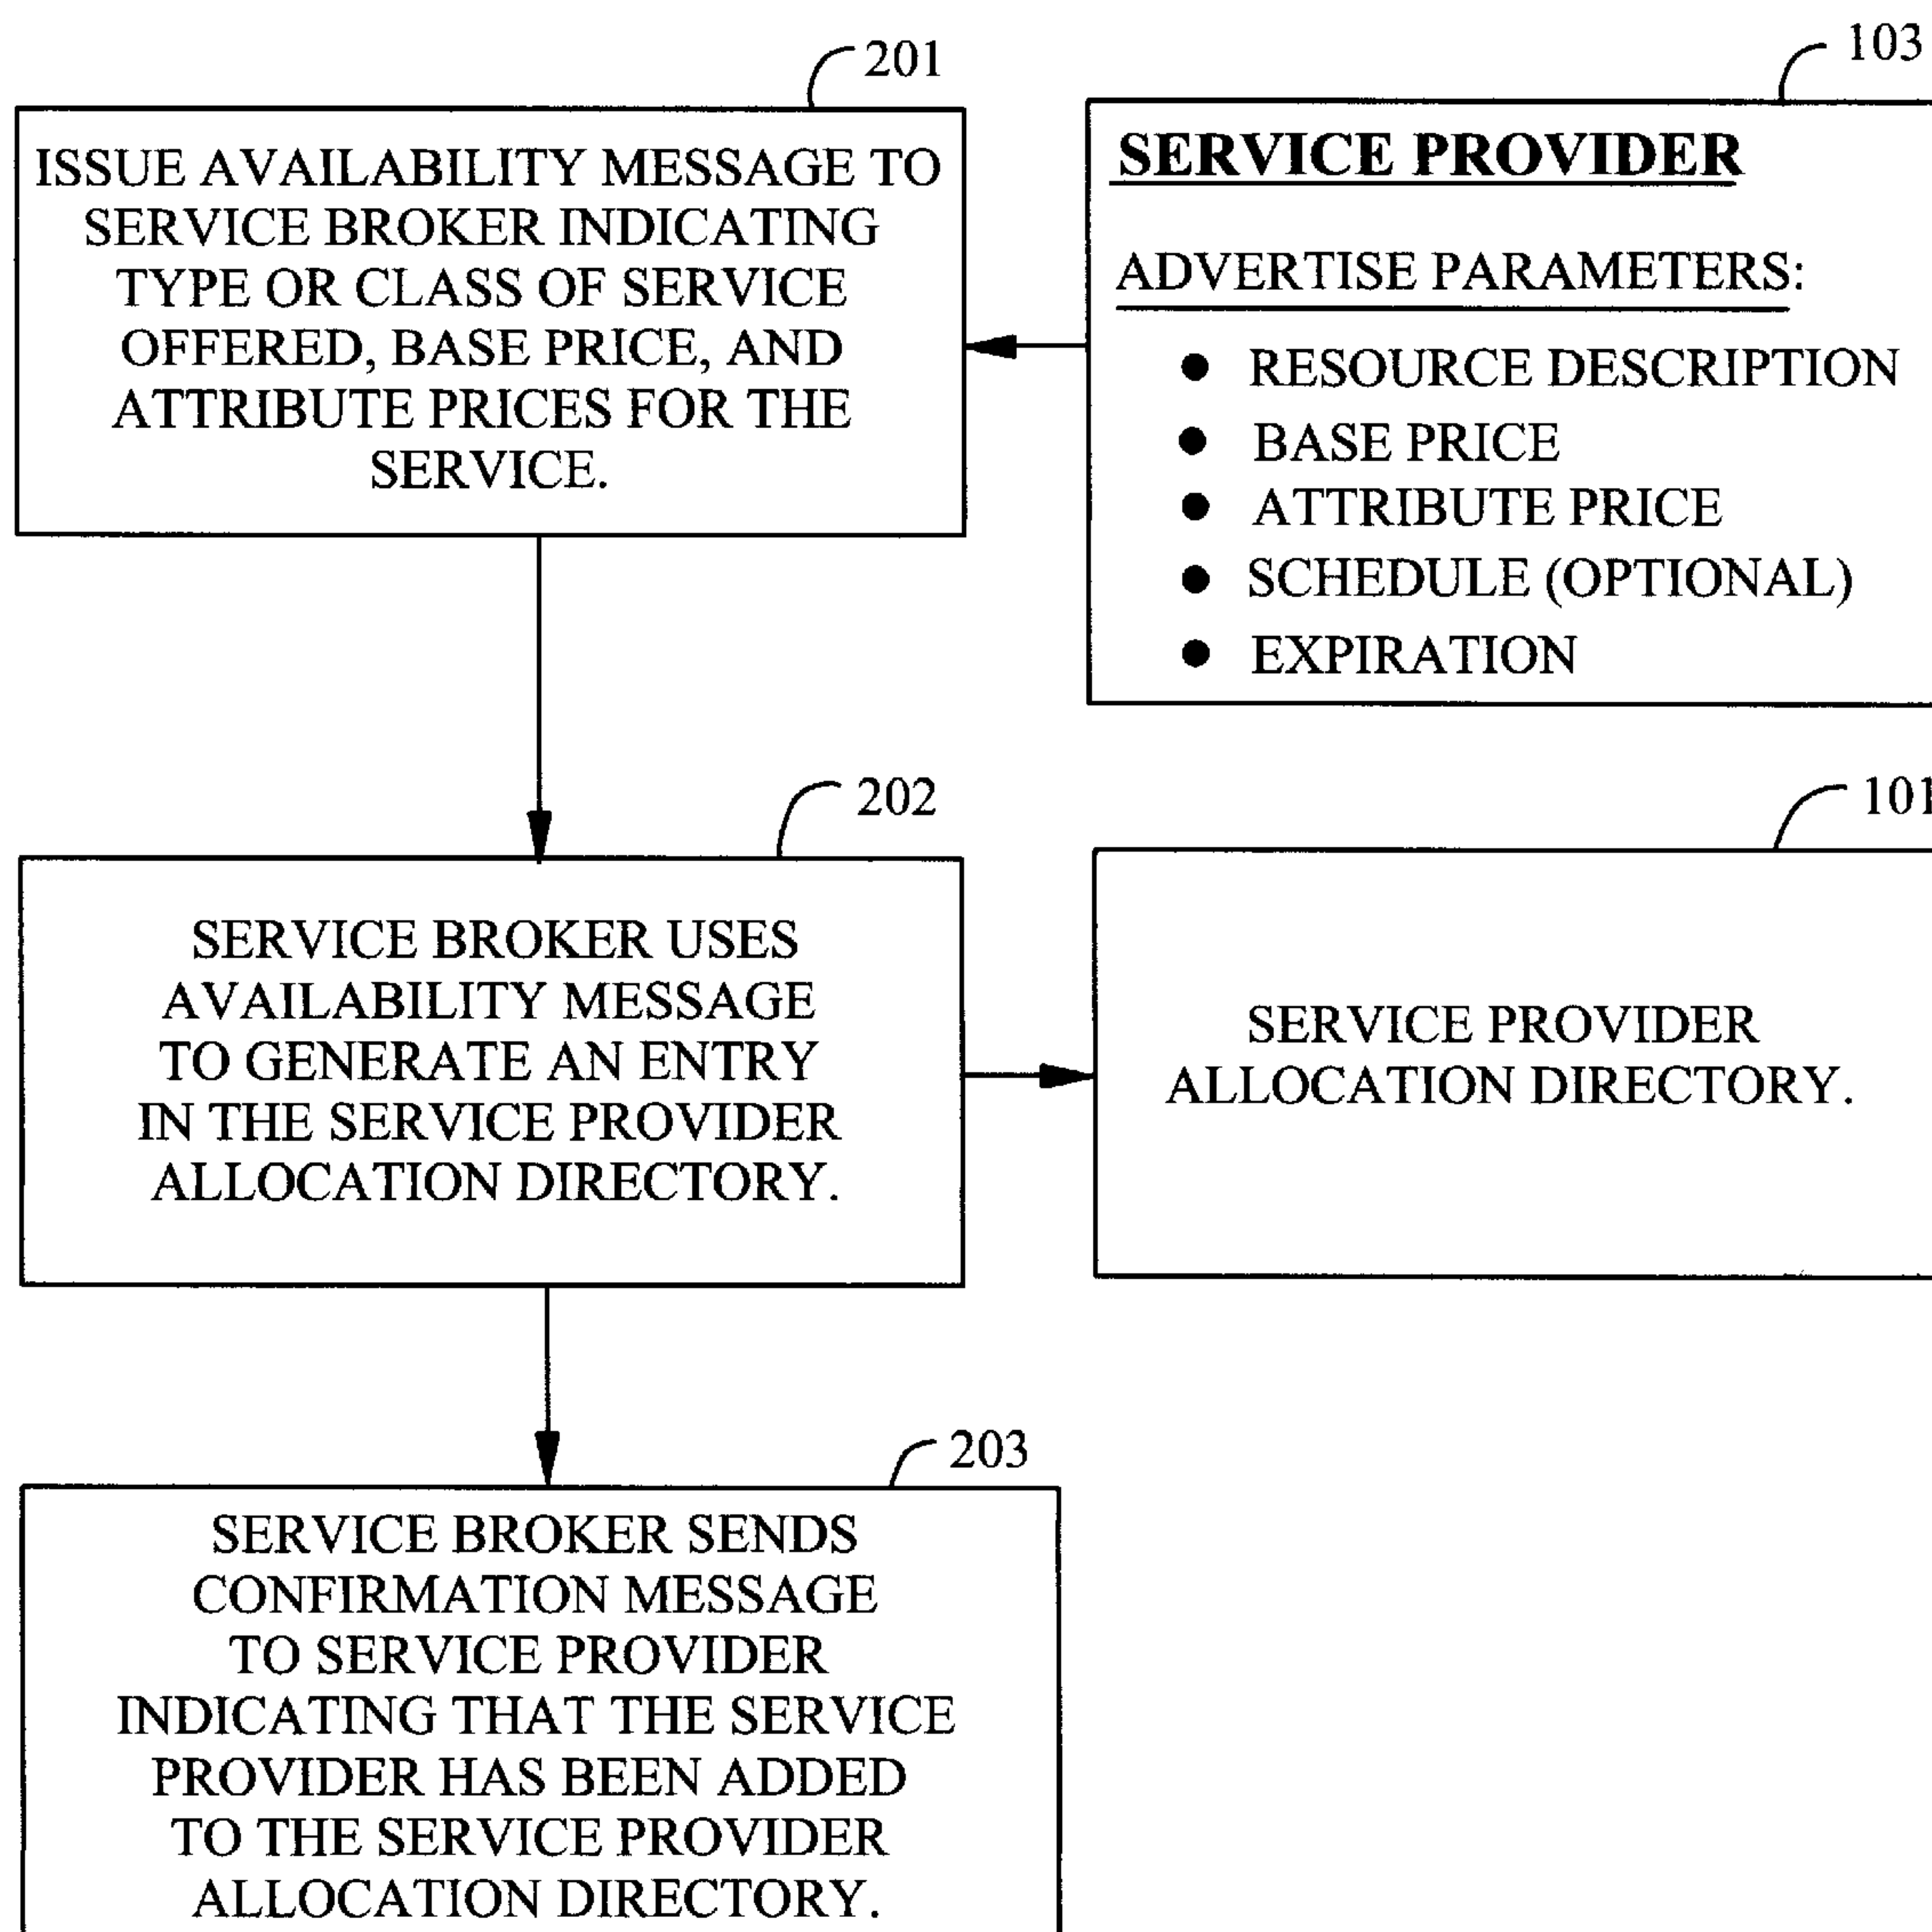 201
ISSUE AVAILABILITY MESSAGE TO
SERVICE BROKER INDICATING
TYPE OR CLASS OF SERVICE
OFFERED, BASE PRICE, AND
ATTRIBUTE PRICES FOR THE
SERVICE.
103
SERVICE PROVIDER
ADVERTISE PARAMETERS:
● RESOURCE DESCRIPTION
● BASE PRICE
● ATTRIBUTE PRICE
● SCHEDULE (OPTIONAL)
● EXPIRATION
202
SERVICE BROKER USES
AVAILABILITY MESSAGE
TO GENERATE AN ENTRY
IN THE SERVICE PROVIDER
ALLOCATION DIRECTORY.
101
SERVICE PROVIDER
ALLOCATION DIRECTORY.
203
SERVICE BROKER SENDS
CONFIRMATION MESSAGE
TO SERVICE PROVIDER
INDICATING THAT THE SERVICE
PROVIDER HAS BEEN ADDED
TO THE SERVICE PROVIDER
ALLOCATION DIRECTORY.